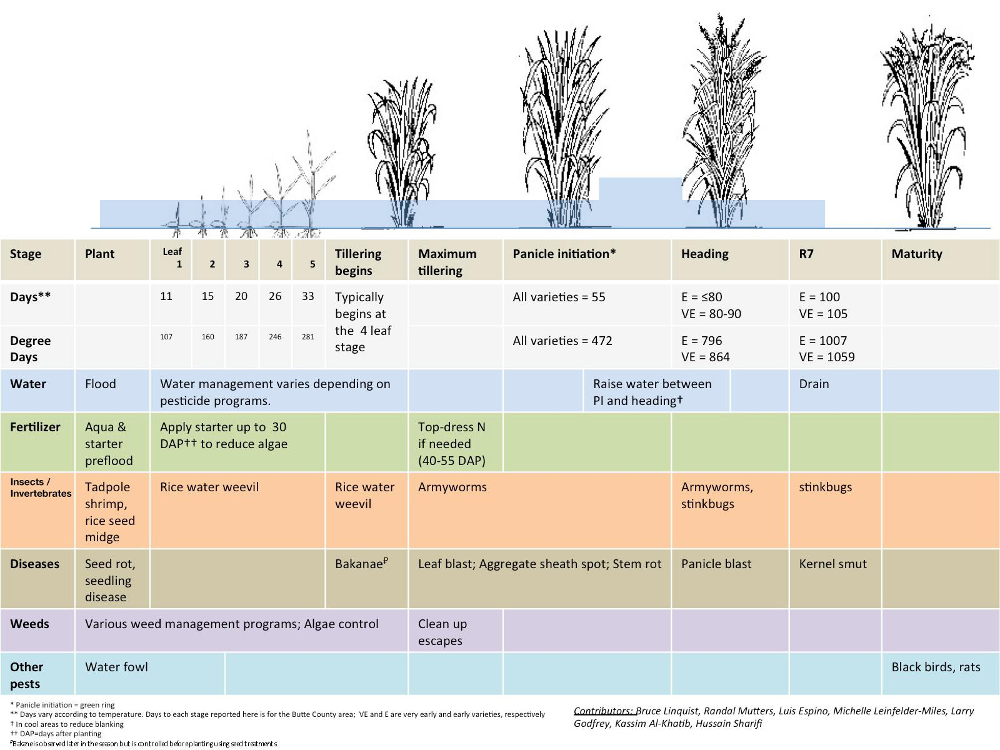 Stage Plant Leaf 1 2 3 4 5 Tillering begins Maximum tillering Panicle initiation* Heading R7 Maturity
Days** 11 15 20 26 33 Typically begins at the 4 leaf stage All varieties = 55 E = ≤80 VE = 80-90 E = 100 VE = 105
Degree Days 107 160 187 246 281 All varieties = 472 E = 796 VE = 864 E = 1007 VE = 1059
Water Flood Water management varies depending on pesticide programs. Raise water between PI and heading† Drain
Fertilizer Aqua & starter preflood Apply starter up to 30 DAP†† to reduce algae Top-dress N if needed (40-55 DAP)
Insects / Invertebrates Tadpole shrimp, rice seed midge Rice water weevil Rice water weevil Armyworms Armyworms, stinkbugs stinkbugs
Diseases Seed rot, seedling disease Bakanae₽ Leaf blast; Aggregate sheath spot; Stem rot Panicle blast Kernel smut
Weeds Various weed management programs; Algae control Clean up escapes
Other pests Water fowl Black birds, rats
* Panicle initiation = green ring
** Days vary according to temperature. Days to each stage reported here is for the Butte County area; VE and E are very early and early varieties, respectively
† In cool areas to reduce blanking
†† DAP=days after planting
₽Bakane is observed later in the season but is controlled before planting using seed treatments
Contributors: Bruce Linquist, Randal Mutters, Luis Espino, Michelle Leinfelder-Miles, Larry
Godfrey, Kassim Al-Khatib, Hussain Sharifi